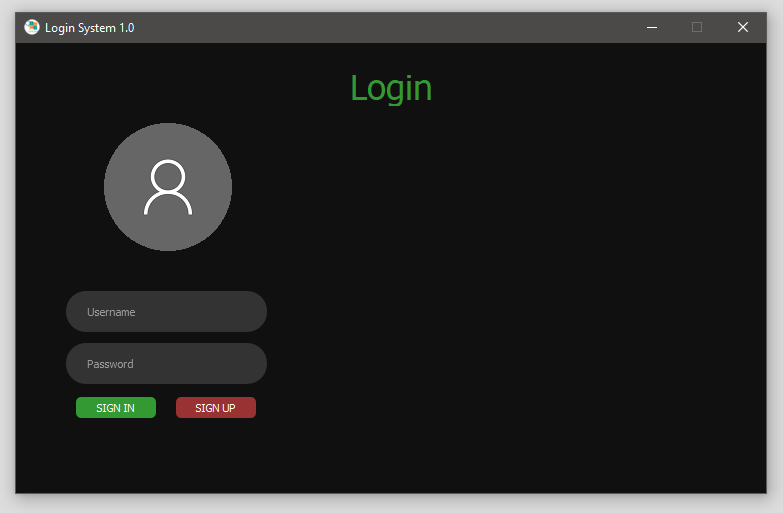 Login System 1.0
Login
Username
Password
SIGN IN
SIGN UP